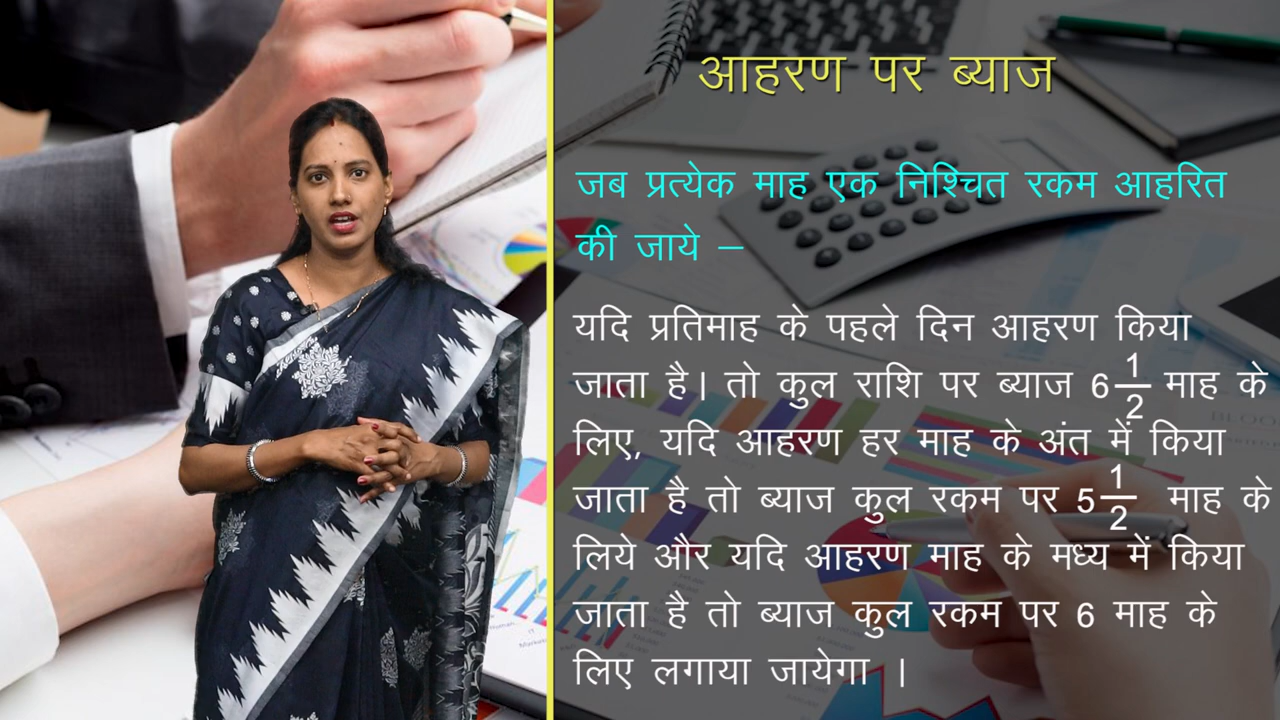 आहरण पर ब्याज
जब प्रत्येक माह एक निश्चित रकम आहरित
की जाये –
यदि प्रतिमाह के पहले दिन आहरण किया
जाता है। तो कुल राशि पर ब्याज 6 1/2 माह के
लिए, यदि आहरण हर माह के अंत में किया
जाता है तो ब्याज कुल रकम पर 5 1/2 माह के
लिये और यदि आहरण माह के मध्य में किया
जाता है तो ब्याज कुल रकम पर 6 माह के
लिए लगाया जायेगा ।